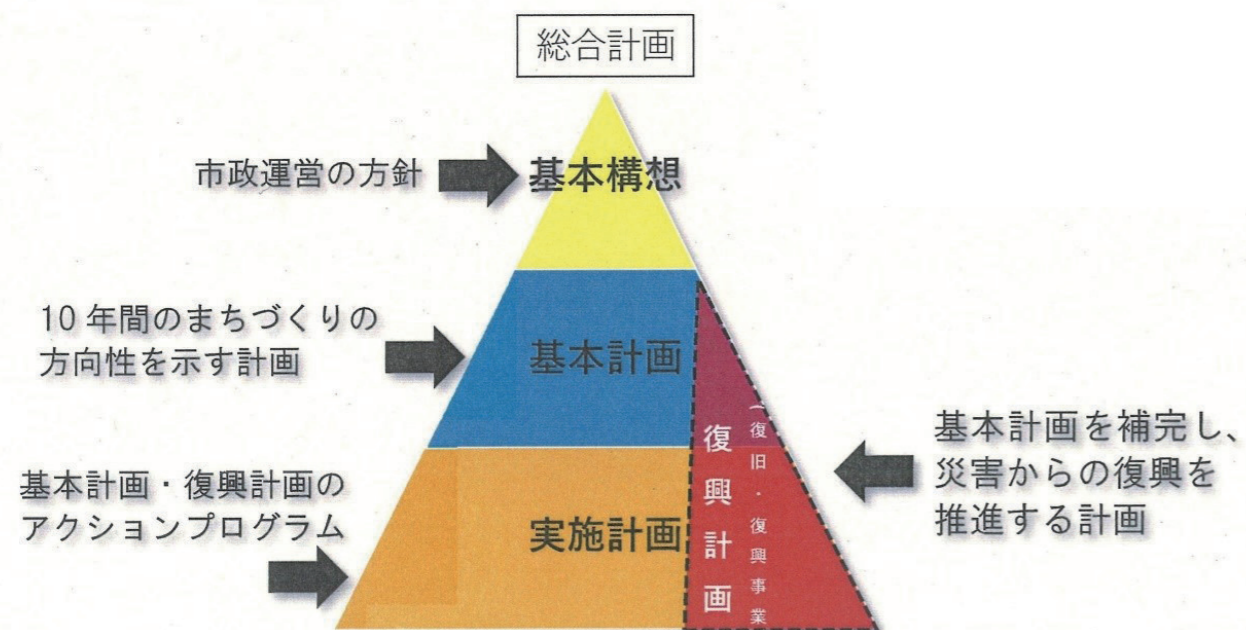 総合計画
市政運営の方針
基本構想
10年間のまちづくりの
方向性を示す計画
基本計画
基本計画・復興計画の
アクションプログラム
実施計画
復興計画
（復旧・復興事業
基本計画を補完し、
災害からの復興を
推進する計画